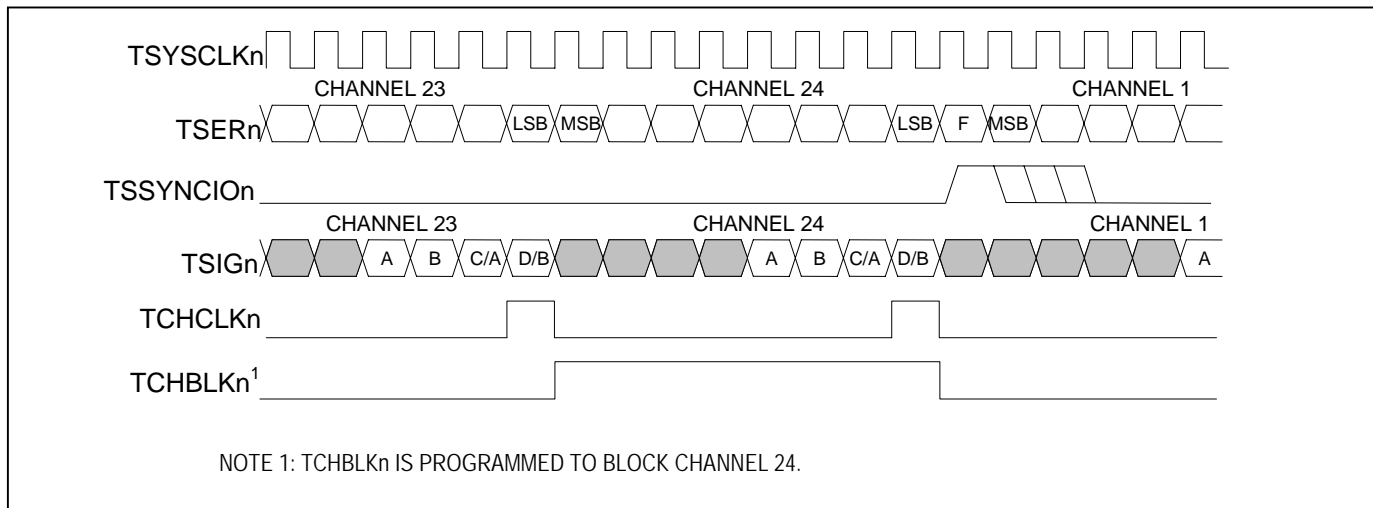 TSYSCLKn
CHANNEL 23 CHANNEL 24 CHANNEL 1
TSERn LSB MSB LSB F MSB
TSSYNCIOn
CHANNEL 23 CHANNEL 24 CHANNEL 1
TSIGn A B C/A D/B A B C/A D/B A
TCHCLKn
TCHBLKn¹
NOTE 1: TCHBLKn IS PROGRAMMED TO BLOCK CHANNEL 24.